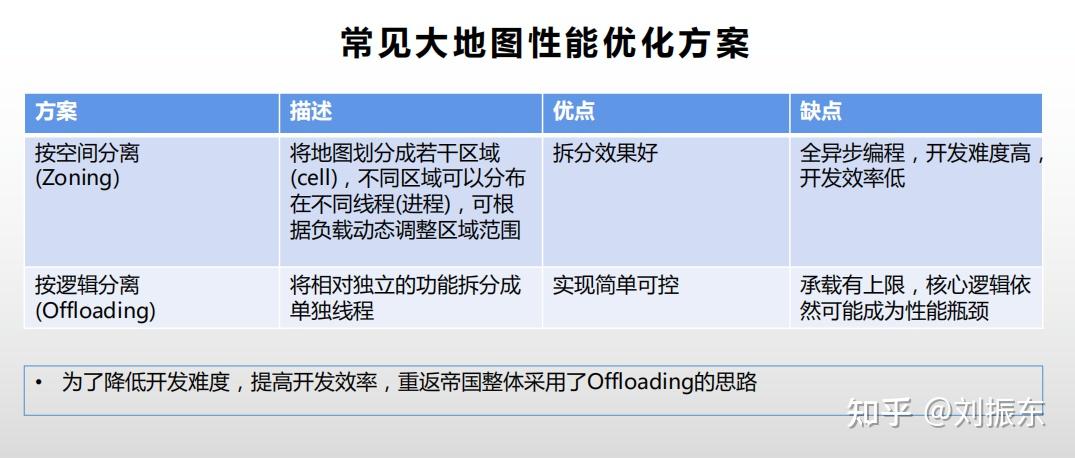 常见大地图性能优化方案
方案 描述 优点 缺点
按空间分离
(Zoning)
将地图划分成若干区域
(cell)，不同区域可以分布
在不同线程(进程)，可根
据负载动态调整区域范围
拆分效果好
全异步编程，开发难度高，
开发效率低
按逻辑分离
(Offloading)
将相对独立的功能拆分成
单独线程
实现简单可控
承载有上限，核心逻辑依
然可能成为性能瓶颈
• 为了降低开发难度，提高开发效率，重返帝国整体采用了Offloading的思路
知乎 @刘振东